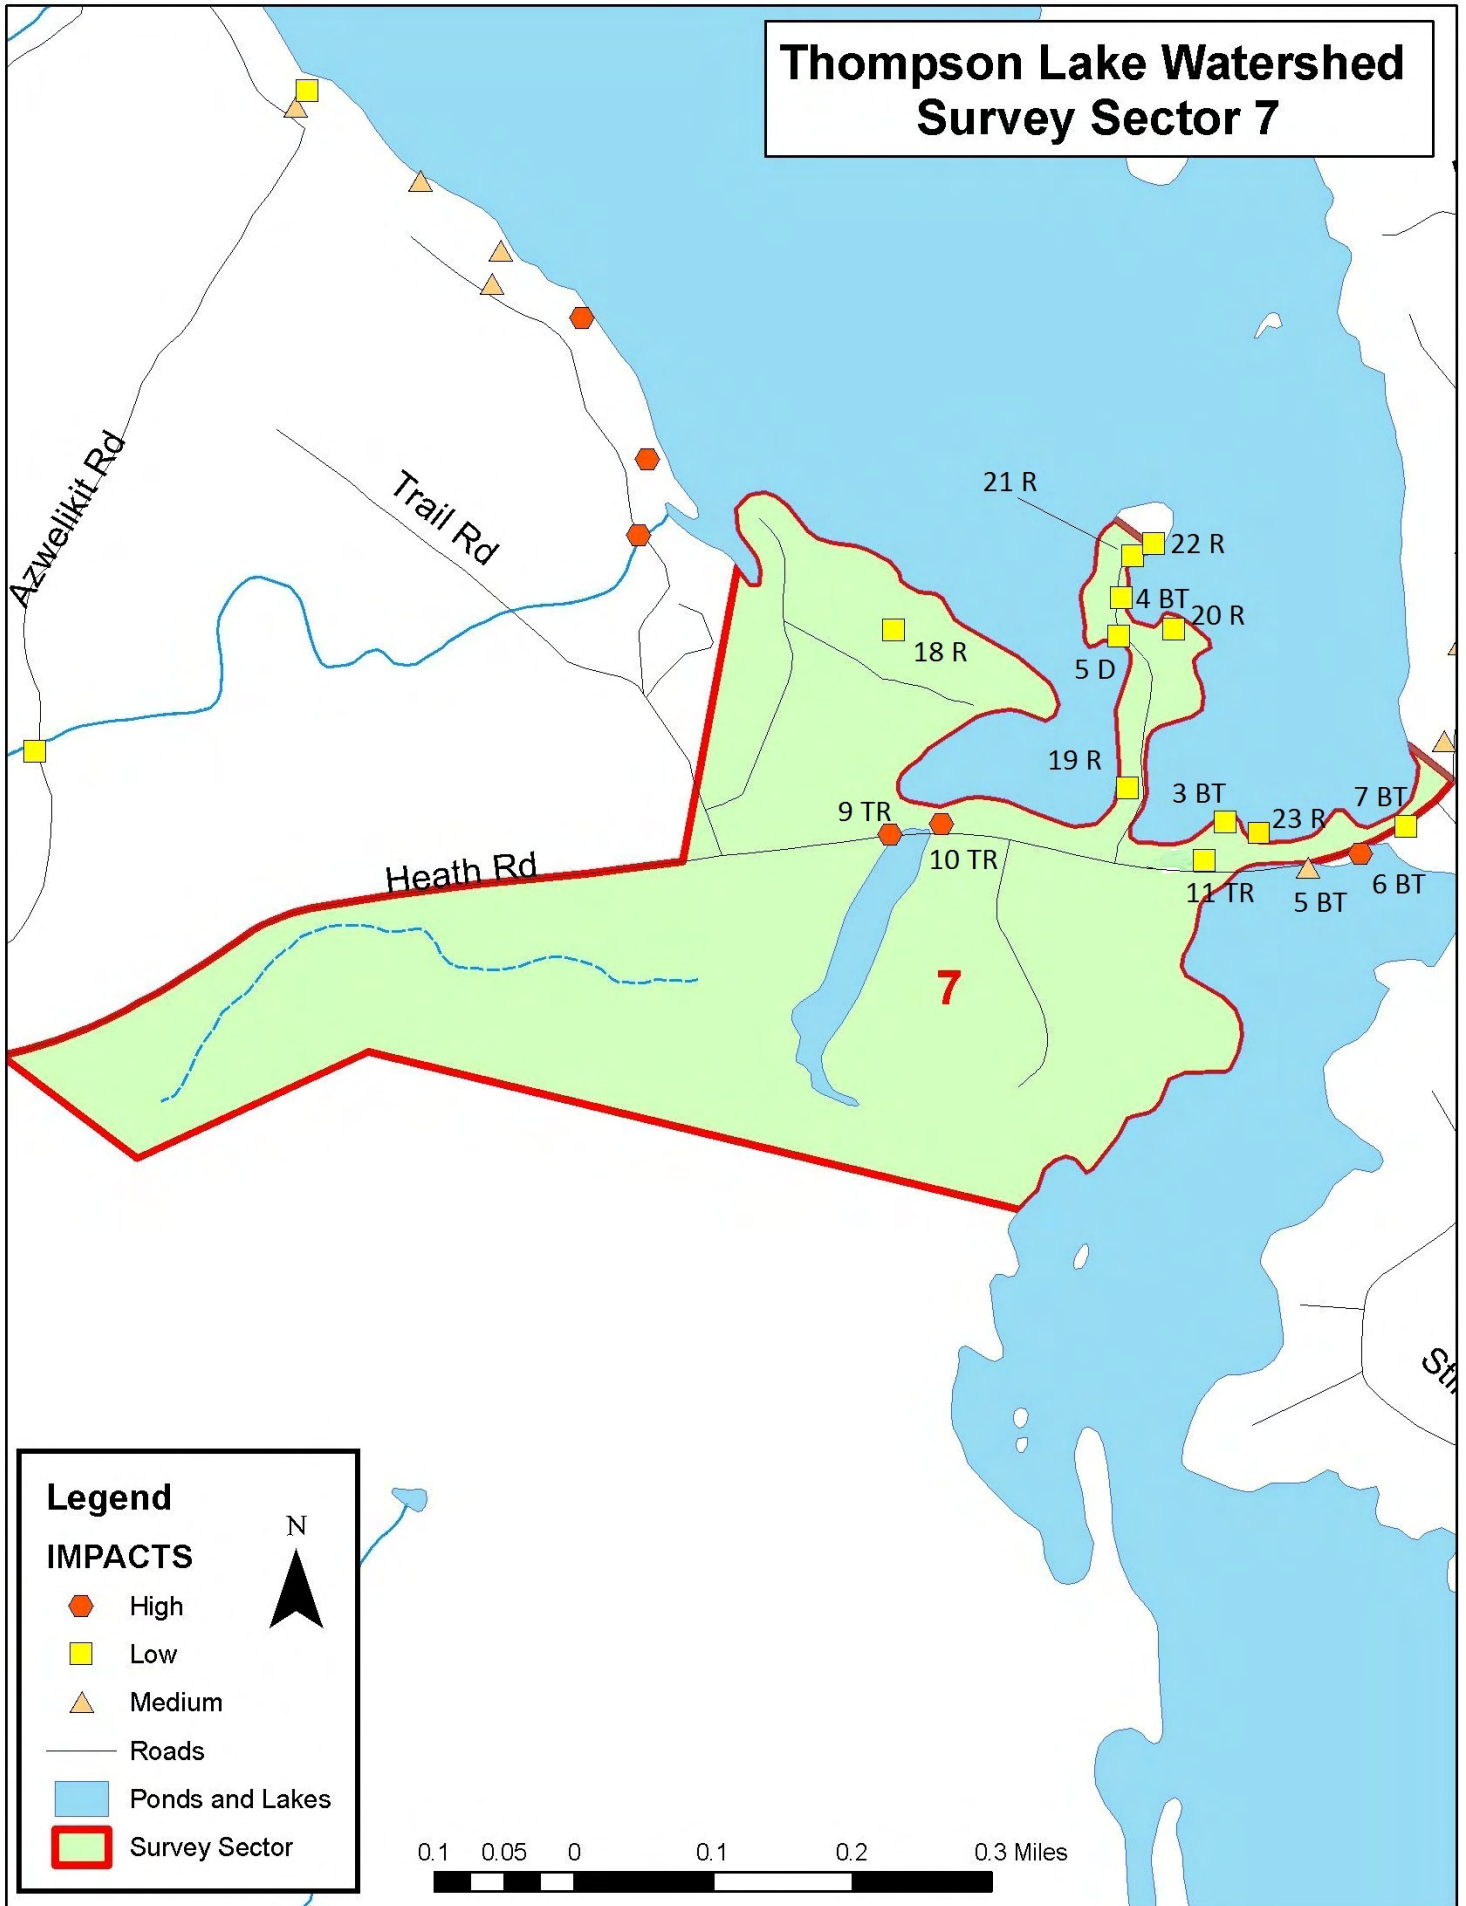 Thompson Lake Watershed
Survey Sector 7
Azwelikit Rd
Trail Rd
21 R
22 R
4 BT
20 R
18 R
5 D
19 R
3 BT
7 BT
23 R
9 TR
10 TR
Heath Rd
11 TR
5 BT
6 BT
7
Legend
N
IMPACTS
High
Low
Medium
Roads
Ponds and Lakes
Survey Sector
0.1 0.05 0 0.1 0.2 0.3 Miles